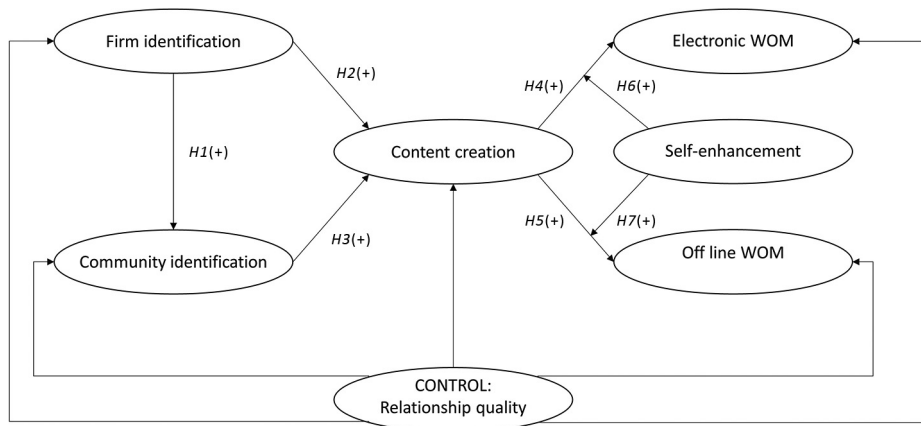 Firm identification
Electronic WOM
H2(+)
H4(+)
H6(+)
H1(+)
Content creation
Self-enhancement
H3(+)
H5(+)
H7(+)
Community identification
Off line WOM
CONTROL:
Relationship quality